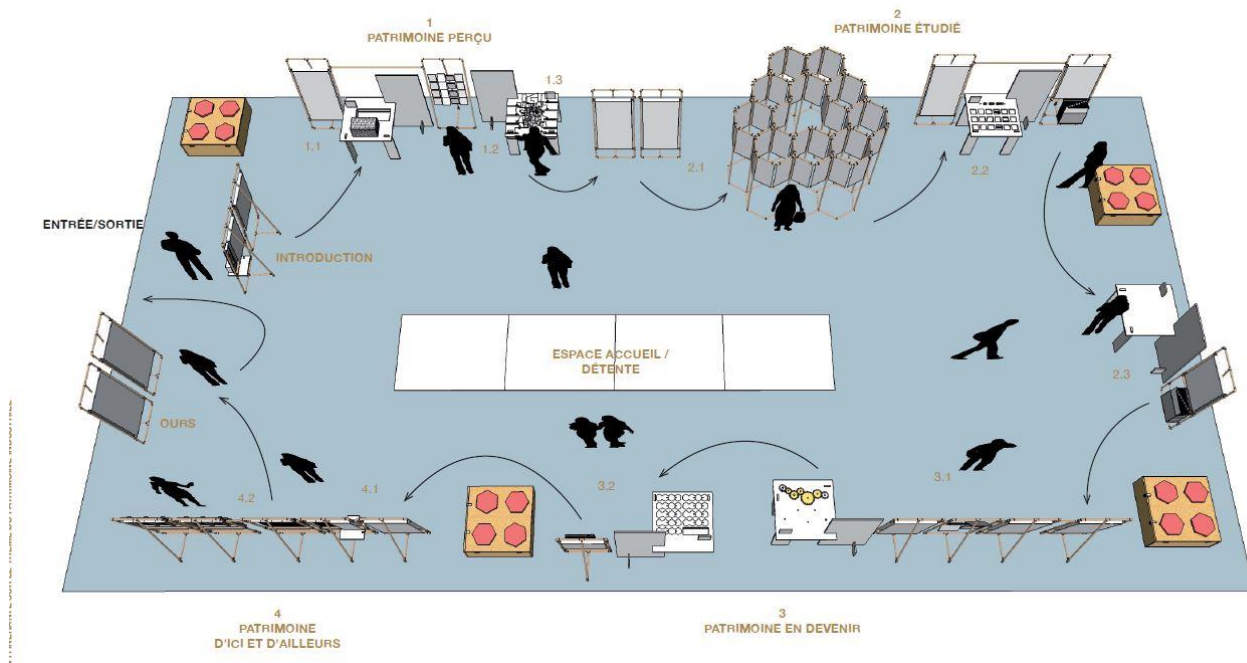 1
PATRIMOINE PERÇU
2
PATRIMOINE ÉTUDIÉ
1.3
1.1
1.2
2.1
2.2
ENTRÉE/SORTIE
INTRODUCTION
ESPACE ACCUEIL /
DÉTENTE
2.3
OURS
4.2
4.1
3.2
3.1
4
PATRIMOINE
D'ICI ET D'AILLEURS
3
PATRIMOINE EN DEVENIR